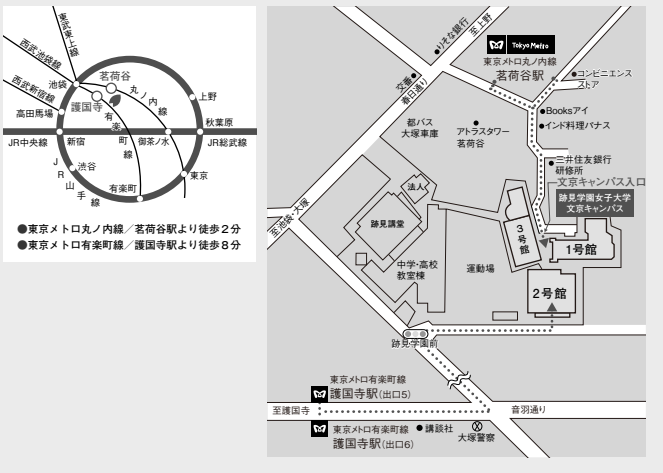 東武東上線
西武池袋線
西武新宿線
池袋
茗荷谷
丸ノ内線
護国寺
上野
高田馬場
有楽町線
秋葉原
JR中央線
新宿
御茶ノ水
JR総武線
渋谷
JR山手線
東京
有楽町
●東京メトロ丸ノ内線／茗荷谷駅より徒歩2分
●東京メトロ有楽町線／護国寺駅より徒歩8分
りそな銀行
至上野
Tokyo Metro
東京メトロ丸ノ内線
茗荷谷駅
交番
春日通り
コンビニエンス
ストア
Booksアイ
インド料理バナス
都バス
大塚車庫
アトラスタワー
茗荷谷
三井住友銀行
研修所
文京キャンパス入口
跡見学園女子大学
文京キャンパス
法人
跡見講堂
至池袋・大塚
3号館
1号館
中学・高校
教室棟
運動場
2号館
跡見学園前
東京メトロ有楽町線
護国寺駅(出口5)
至護国寺
音羽通り
東京メトロ有楽町線
護国寺駅(出口6)
講談社
大塚警察